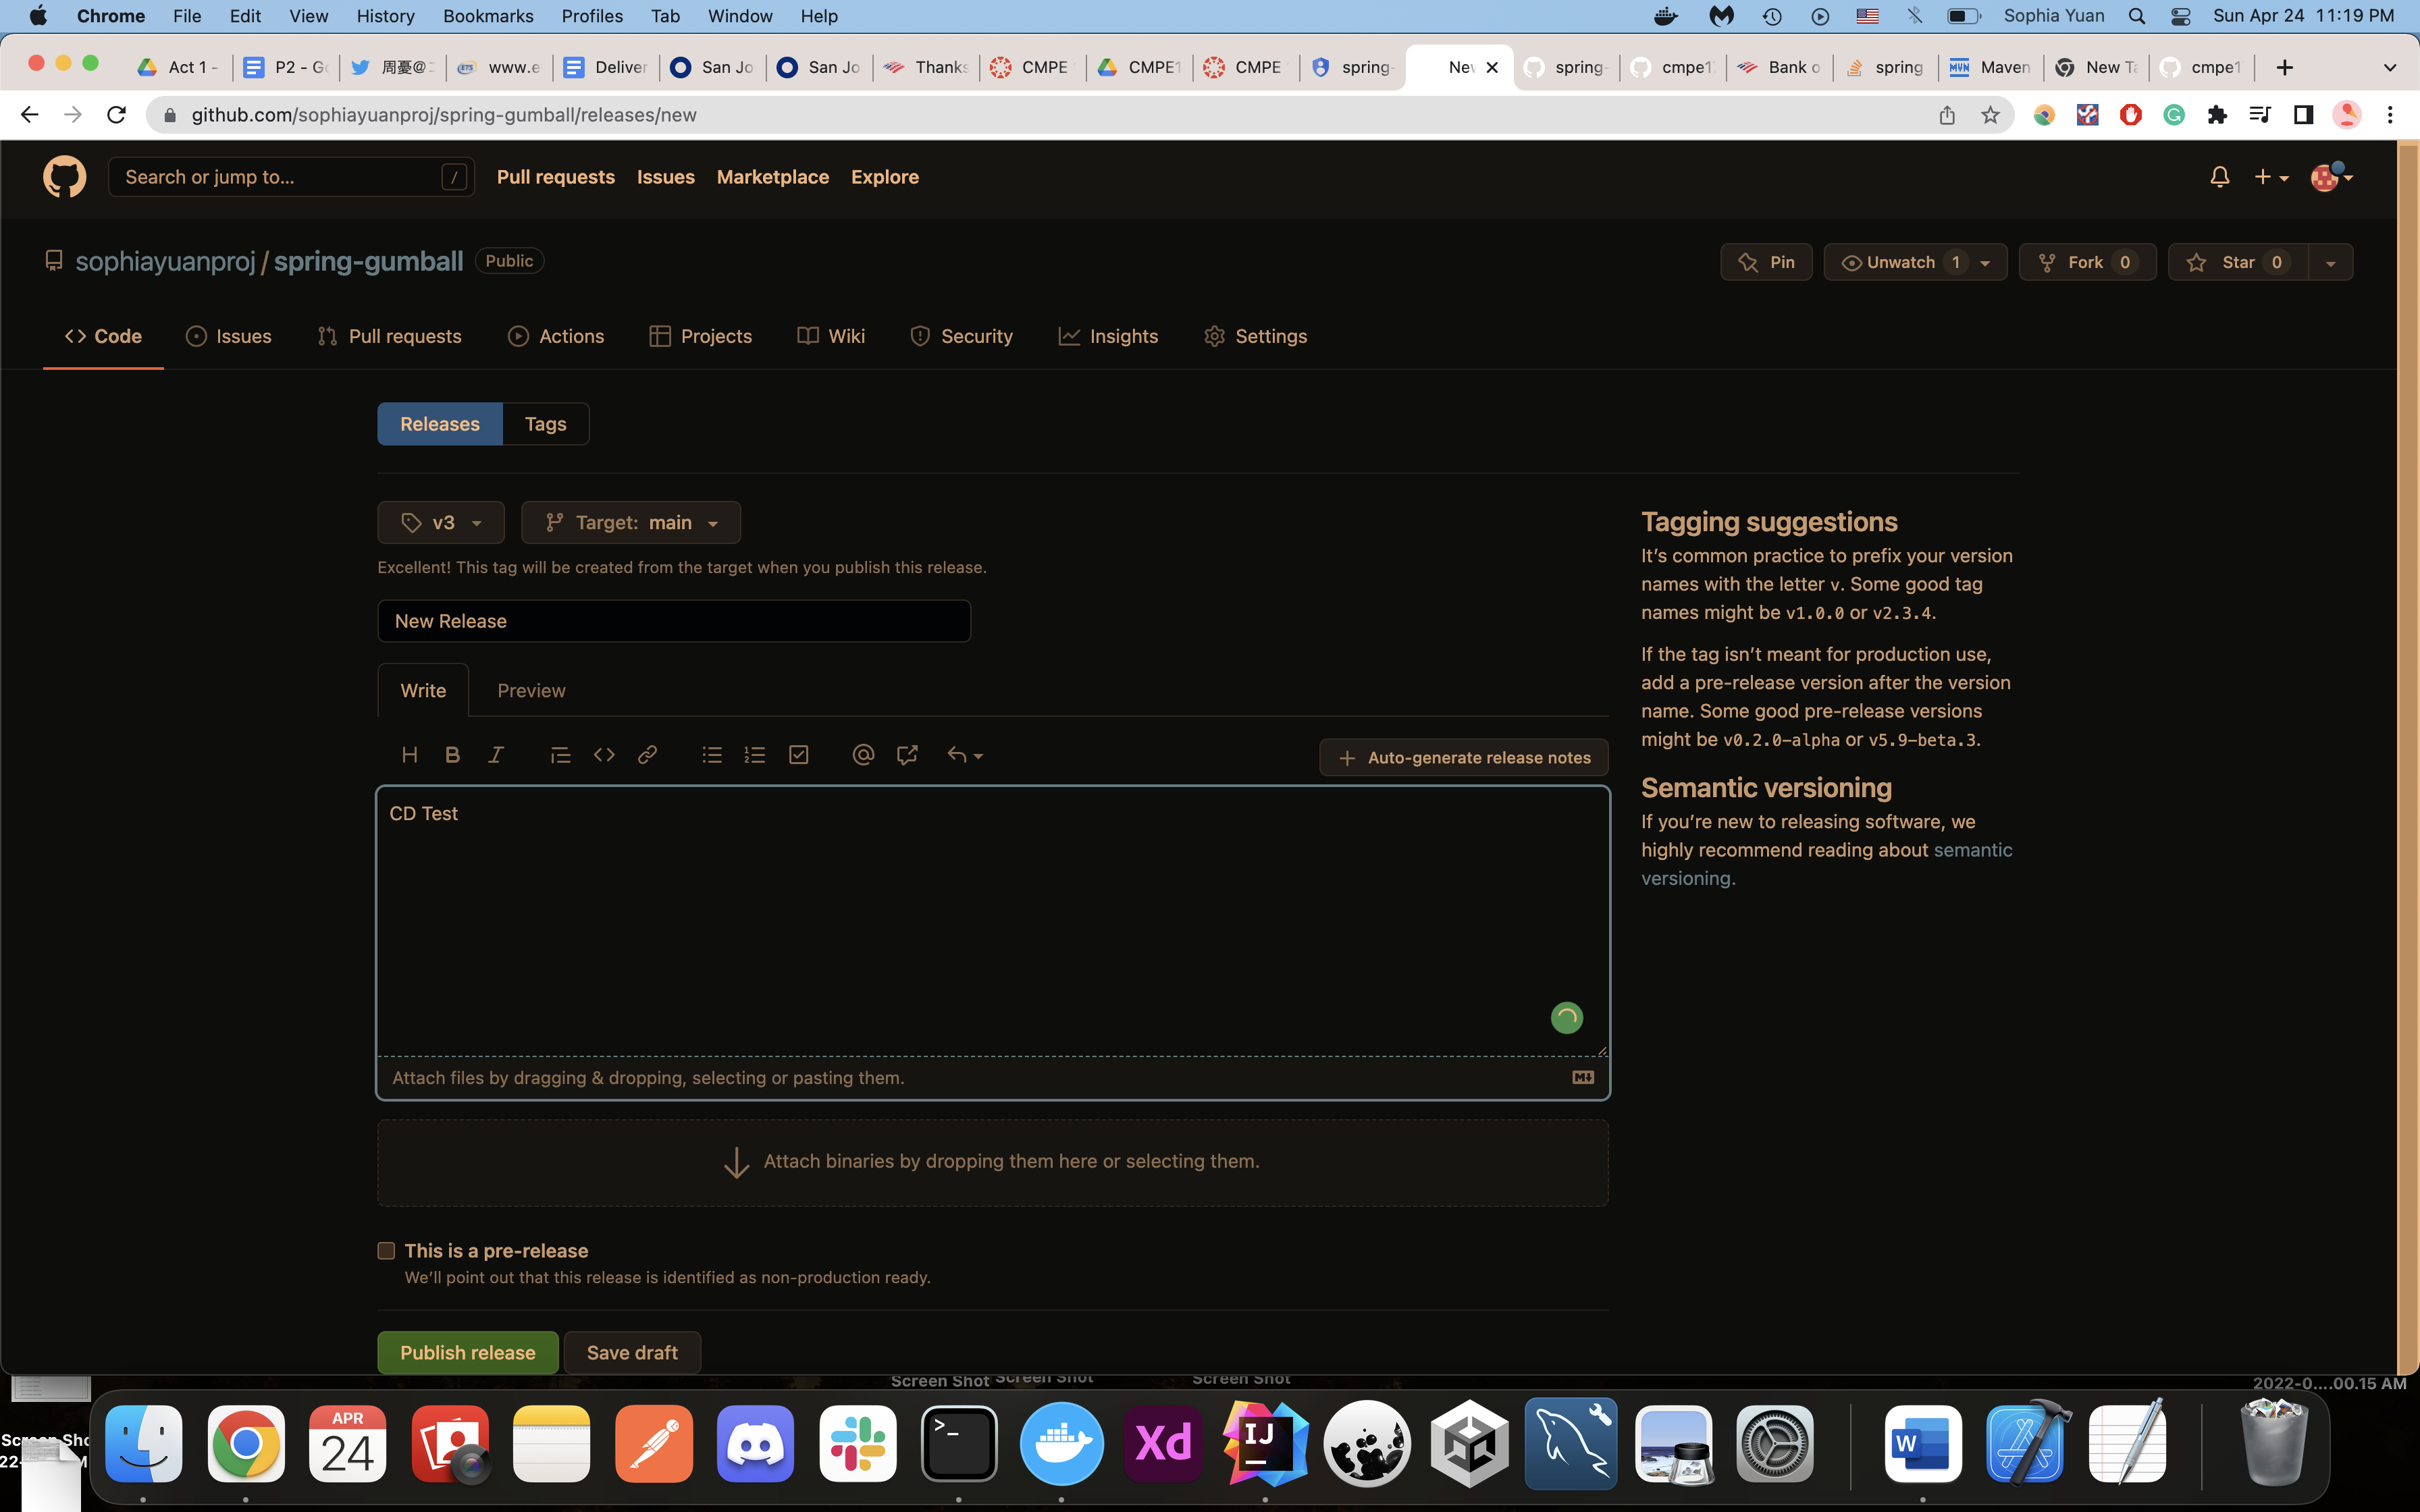 Chrome File Edit View History Bookmarks Profiles Tab Window Help Sophia Yuan Sun Apr 24 11:19 PM
Act 1 - P2 - Go 周憂@ www.e Deliver San Jo San Jo Thanks CMPE CMPE1 CMPE spring- New spring- cmpe1 Bank o spring Maven New Ta cmpe1
github.com/sophiayuanproj/spring-gumball/releases/new
Search or jump to... / Pull requests Issues Marketplace Explore
sophiayuanproj / spring-gumball Public Pin Unwatch 1 Fork 0 Star 0
Code Issues Pull requests Actions Projects Wiki Security Insights Settings
Releases Tags
v3 Target: main
Excellent! This tag will be created from the target when you publish this release.
New Release
Write Preview
H B I Auto-generate release notes
CD Test
Attach files by dragging & dropping, selecting or pasting them.
Attach binaries by dropping them here or selecting them.
This is a pre-release
We'll point out that this release is identified as non-production ready.
Publish release Save draft
Tagging suggestions
It's common practice to prefix your version
names with the letter v. Some good tag
names might be v1.0.0 or v2.3.4.
If the tag isn't meant for production use,
add a pre-release version after the version
name. Some good pre-release versions
might be v0.2.0-alpha or v5.9-beta.3.
Semantic versioning
If you're new to releasing software, we
highly recommend reading about semantic
versioning.
Screen Shot Screen Shot Screen Shot 2022-0....00.15 AM
APR
24
>_
Xd
IJ
W